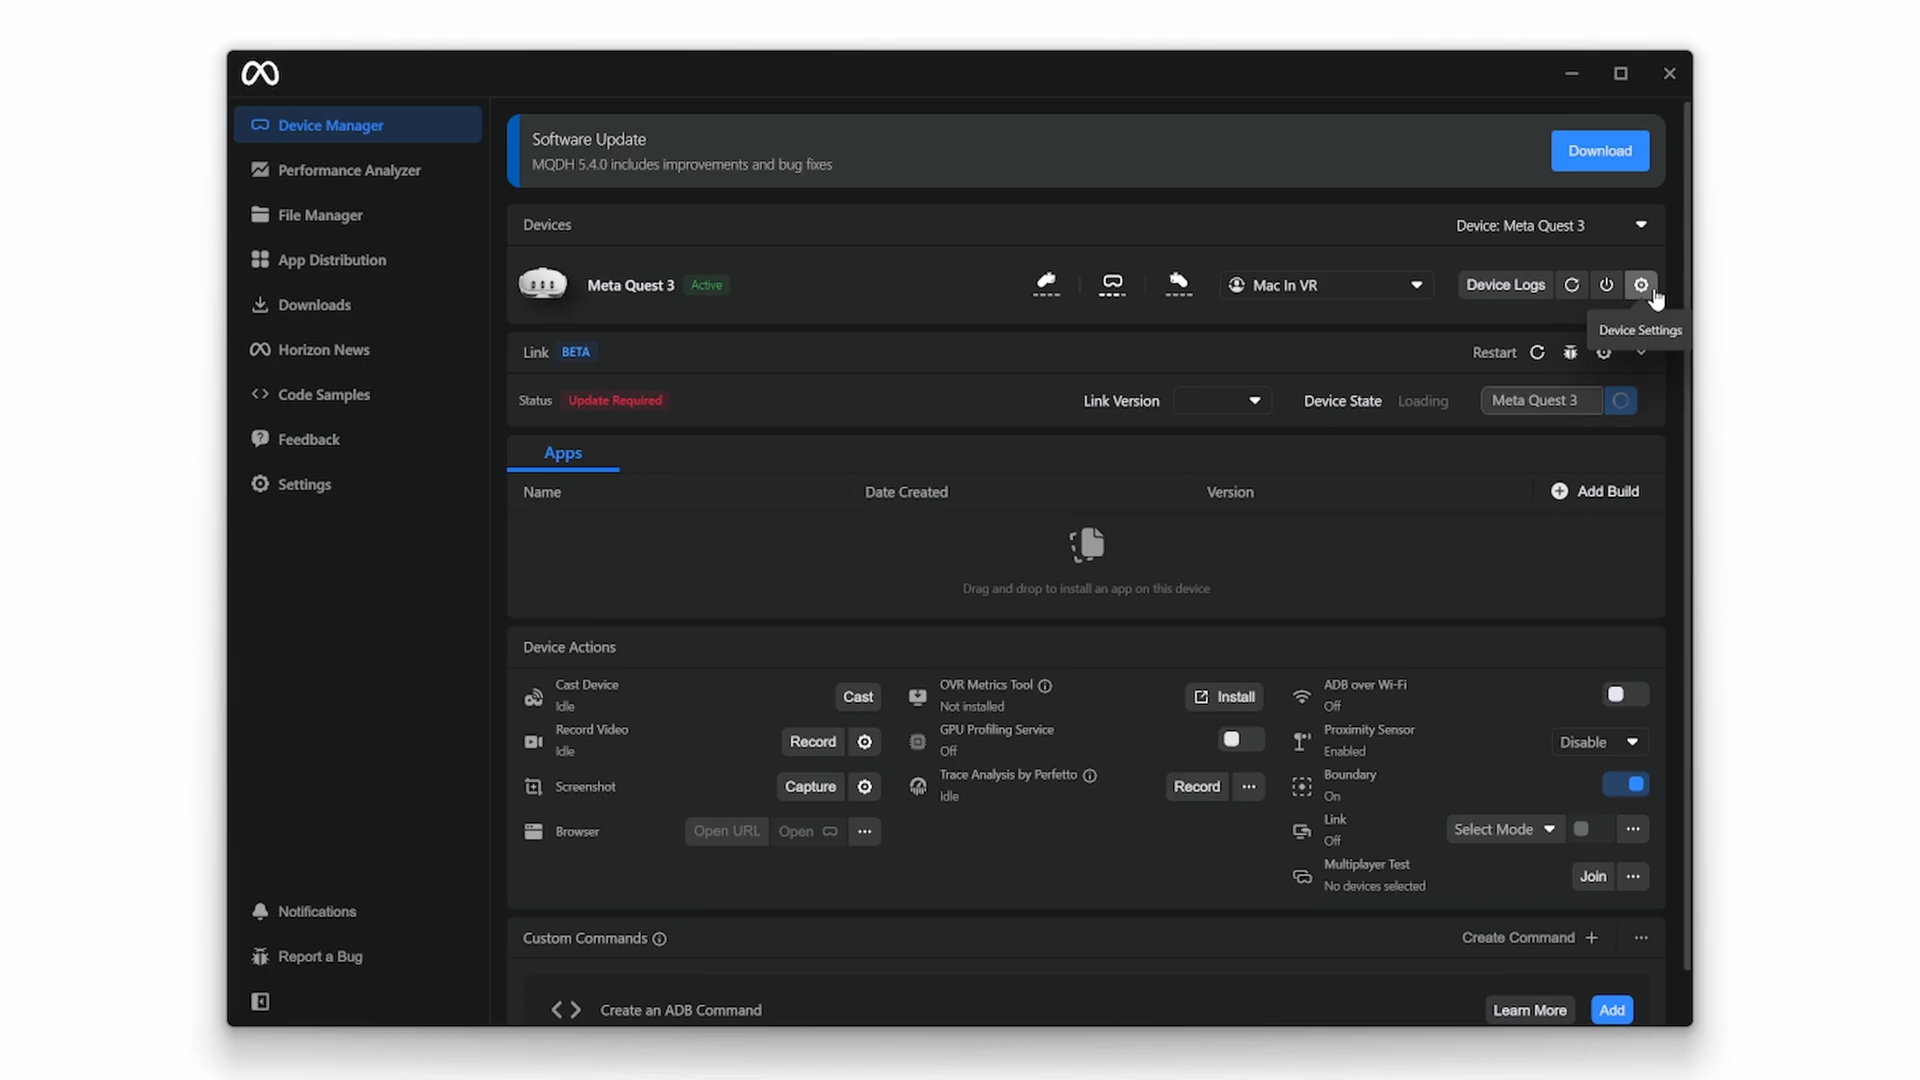 Device Manager
Performance Analyzer
File Manager
App Distribution
Downloads
Horizon News
Code Samples
Feedback
Settings
Notifications
Report a Bug
Software Update
MQDH 5.4.0 includes improvements and bug fixes
Download
Devices
Device: Meta Quest 3
Meta Quest 3 Active
Mac In VR
Device Logs
Device Settings
Link BETA
Restart
Status Update Required
Link Version
Device State Loading
Meta Quest 3
Apps
Name Date Created Version Add Build
Drag and drop to install an app on this device
Device Actions
Cast Device
Idle
Cast
Record Video
Idle
Record
Screenshot
Capture
Browser
Open URL Open
OVR Metrics Tool
Not installed
Install
GPU Profiling Service
Off
Trace Analysis by Perfetto
Idle
Record
ADB over Wi-Fi
Off
Proximity Sensor
Enabled
Disable
Boundary
On
Link
Off
Select Mode
Multiplayer Test
No devices selected
Join
Custom Commands
Create Command +
Create an ADB Command
Learn More
Add